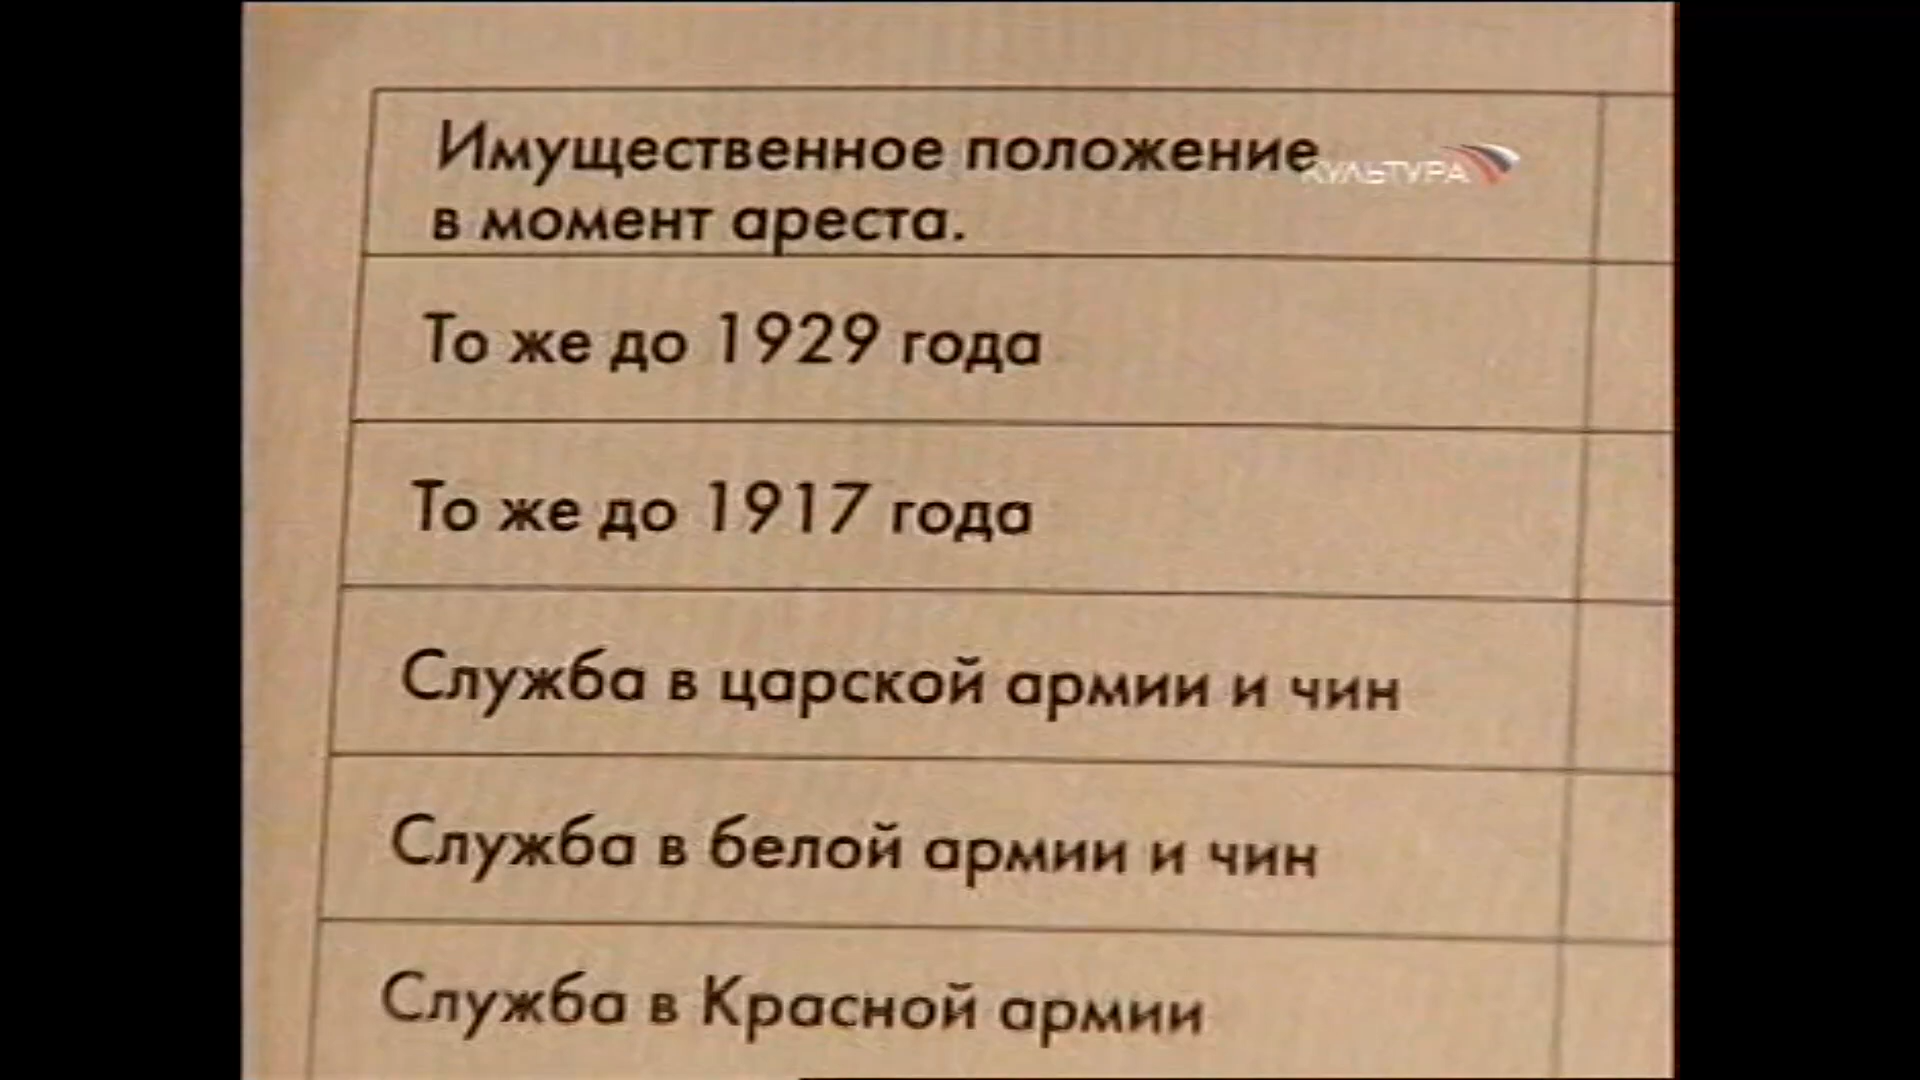 Имущественное положение
в момент ареста.
КУЛЬТУРА
То же до 1929 года
То же до 1917 года
Служба в царской армии и чин
Служба в белой армии и чин
Служба в Красной армии